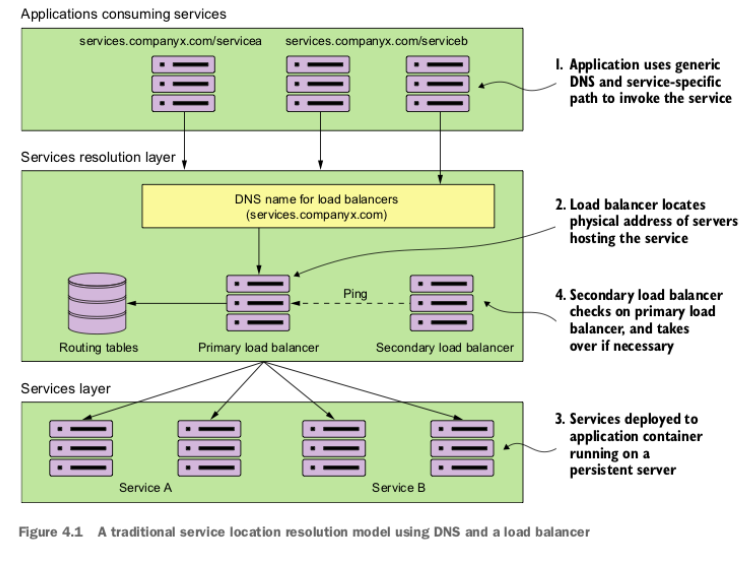 Applications consuming services
services.companyx.com/servicea
services.companyx.com/serviceb
1. Application uses generic
DNS and service-specific
path to invoke the service
Services resolution layer
DNS name for load balancers
(services.companyx.com)
2. Load balancer locates
physical address of servers
hosting the service
Ping
4. Secondary load balancer
checks on primary load
balancer, and takes
over if necessary
Routing tables
Primary load balancer
Secondary load balancer
Services layer
3. Services deployed to
application container
running on a
persistent server
Service A
Service B
Figure 4.1 A traditional service location resolution model using DNS and a load balancer